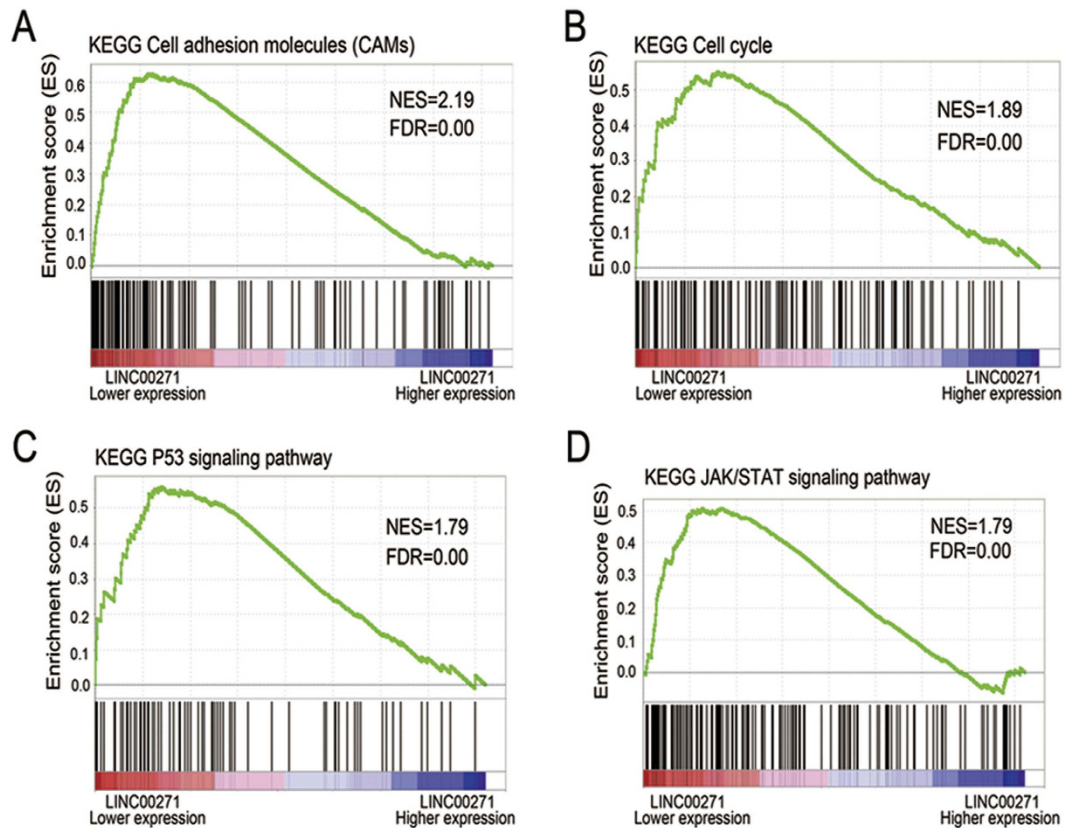 A
KEGG Cell adhesion molecules (CAMs)
Enrichment score (ES)
0.6
0.5
0.4
0.3
0.2
0.1
0.0
NES=2.19
FDR=0.00
LINC00271
Lower expression
LINC00271
Higher expression
B
KEGG Cell cycle
Enrichment score (ES)
0.5
0.4
0.3
0.2
0.1
0.0
NES=1.89
FDR=0.00
LINC00271
Lower expression
LINC00271
Higher expression
C
KEGG P53 signaling pathway
Enrichment score (ES)
0.5
0.4
0.3
0.2
0.1
0.0
NES=1.79
FDR=0.00
LINC00271
Lower expression
LINC00271
Higher expression
D
KEGG JAK/STAT signaling pathway
Enrichment score (ES)
0.5
0.4
0.3
0.2
0.1
0.0
NES=1.79
FDR=0.00
LINC00271
Lower expression
LINC00271
Higher expression